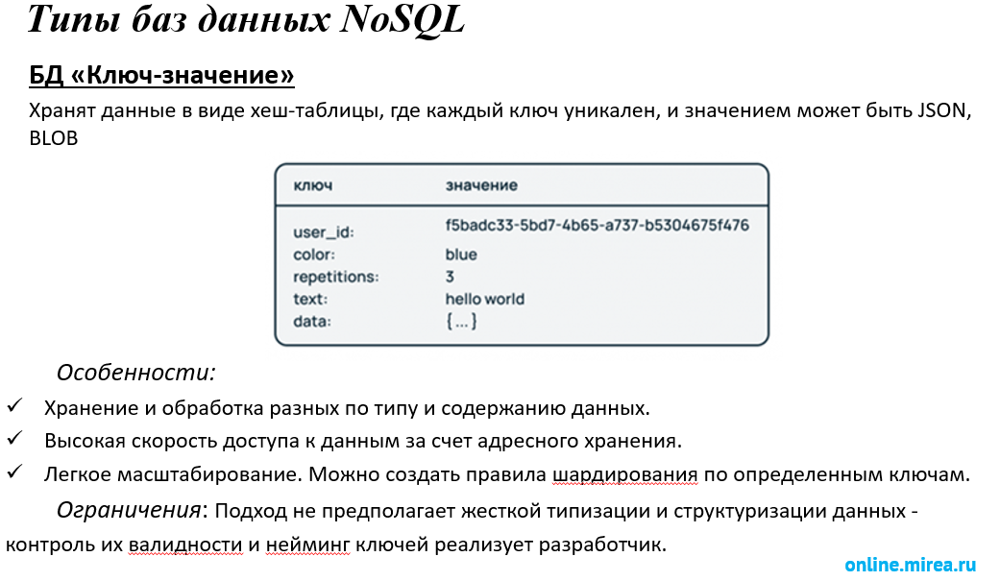 Типы баз данных NoSQL
БД «Ключ-значение»
Хранят данные в виде хеш-таблицы, где каждый ключ уникален, и значением может быть JSON,
BLOB
ключ значение
user_id: f5badc33-5bd7-4b65-a737-b5304675f476
color: blue
repetitions: 3
text: hello world
data: {...}
Особенности:
✓ Хранение и обработка разных по типу и содержанию данных.
✓ Высокая скорость доступа к данным за счет адресного хранения.
✓ Легкое масштабирование. Можно создать правила шардирования по определенным ключам.
Ограничения: Подход не предполагает жесткой типизации и структуризации данных -
контроль их валидности и нейминг ключей реализует разработчик.
online.mirea.ru